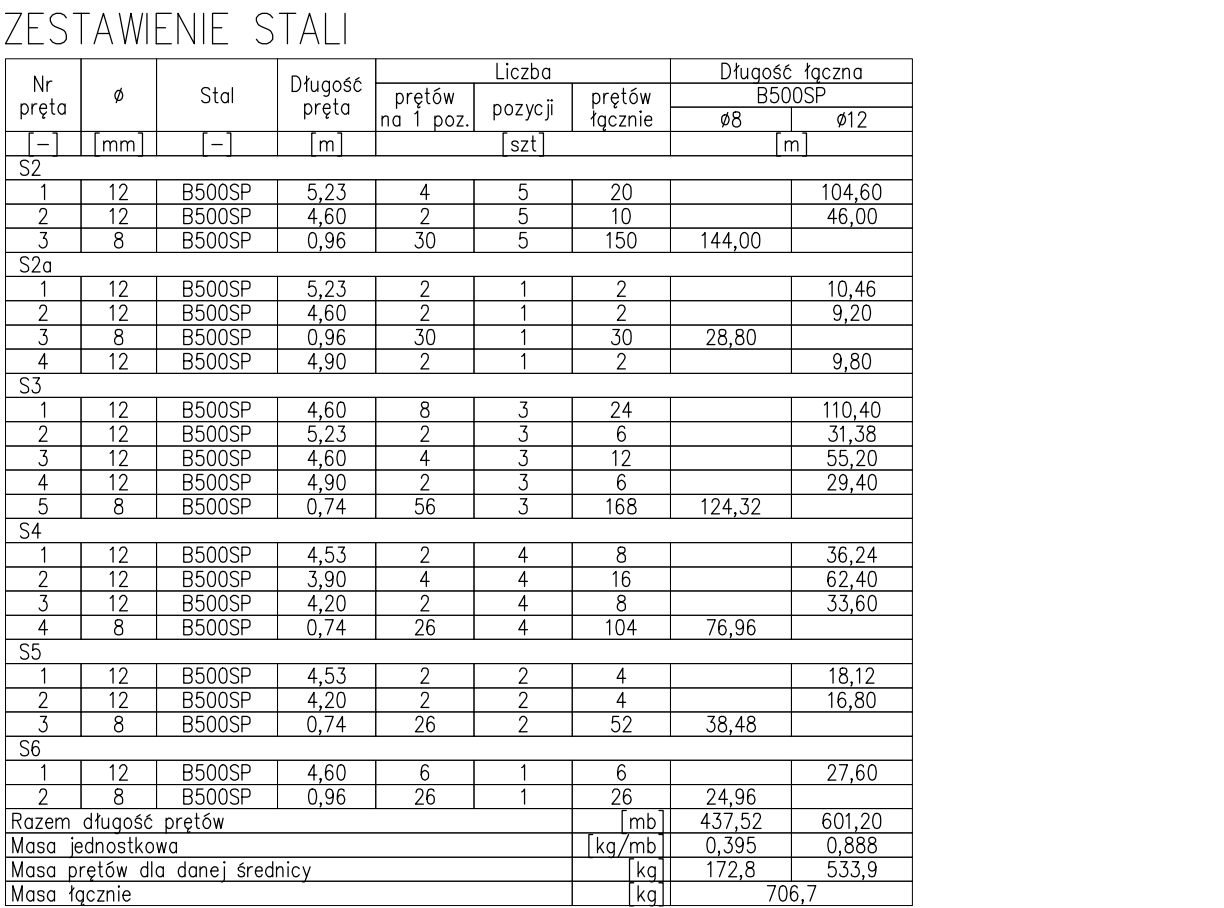 ZESTAWIENIE STALI
Nr pręta ø Stal Długość pręta Liczba Długość łączna
prętów na 1 poz. pozycji prętów łącznie B500SP
ø8 ø12
[-] [mm] [-] [m] [szt] [m]
S2
1 12 B500SP 5,23 4 5 20 104,60
2 12 B500SP 4,60 2 5 10 46,00
3 8 B500SP 0,96 30 5 150 144,00
S2a
1 12 B500SP 5,23 2 1 2 10,46
2 12 B500SP 4,60 2 1 2 9,20
3 8 B500SP 0,96 30 1 30 28,80
4 12 B500SP 4,90 2 1 2 9,80
S3
1 12 B500SP 4,60 8 3 24 110,40
2 12 B500SP 5,23 2 3 6 31,38
3 12 B500SP 4,60 4 3 12 55,20
4 12 B500SP 4,90 2 3 6 29,40
5 8 B500SP 0,74 56 3 168 124,32
S4
1 12 B500SP 4,53 2 4 8 36,24
2 12 B500SP 3,90 4 4 16 62,40
3 12 B500SP 4,20 2 4 8 33,60
4 8 B500SP 0,74 26 4 104 76,96
S5
1 12 B500SP 4,53 2 2 4 18,12
2 12 B500SP 4,20 2 2 4 16,80
3 8 B500SP 0,74 26 2 52 38,48
S6
1 12 B500SP 4,60 6 1 6 27,60
2 8 B500SP 0,96 26 1 26 24,96
Razem długość prętów [mb] 437,52 601,20
Masa jednostkowa [kg/mb] 0,395 0,888
Masa prętów dla danej średnicy [kg] 172,8 533,9
Masa łącznie [kg] 706,7